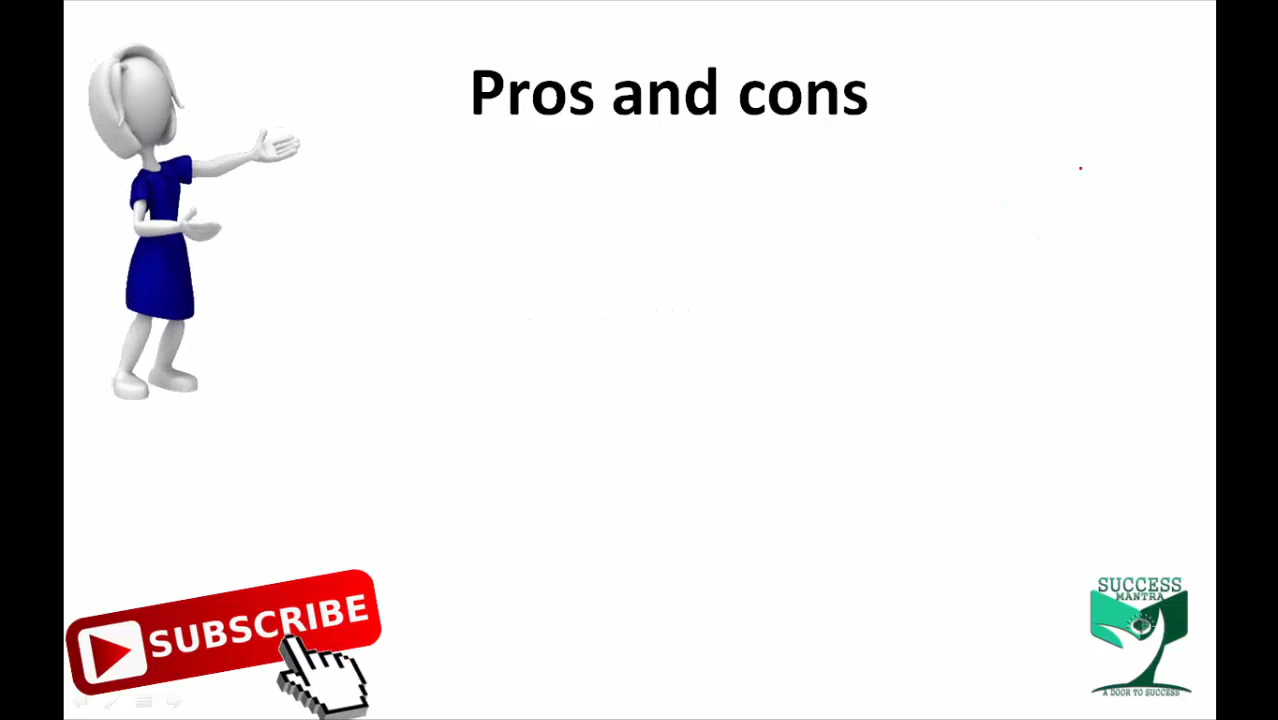 Pros and cons
SUBSCRIBE
SUCCESS
MANTRA
A DOOR TO SUCCESS